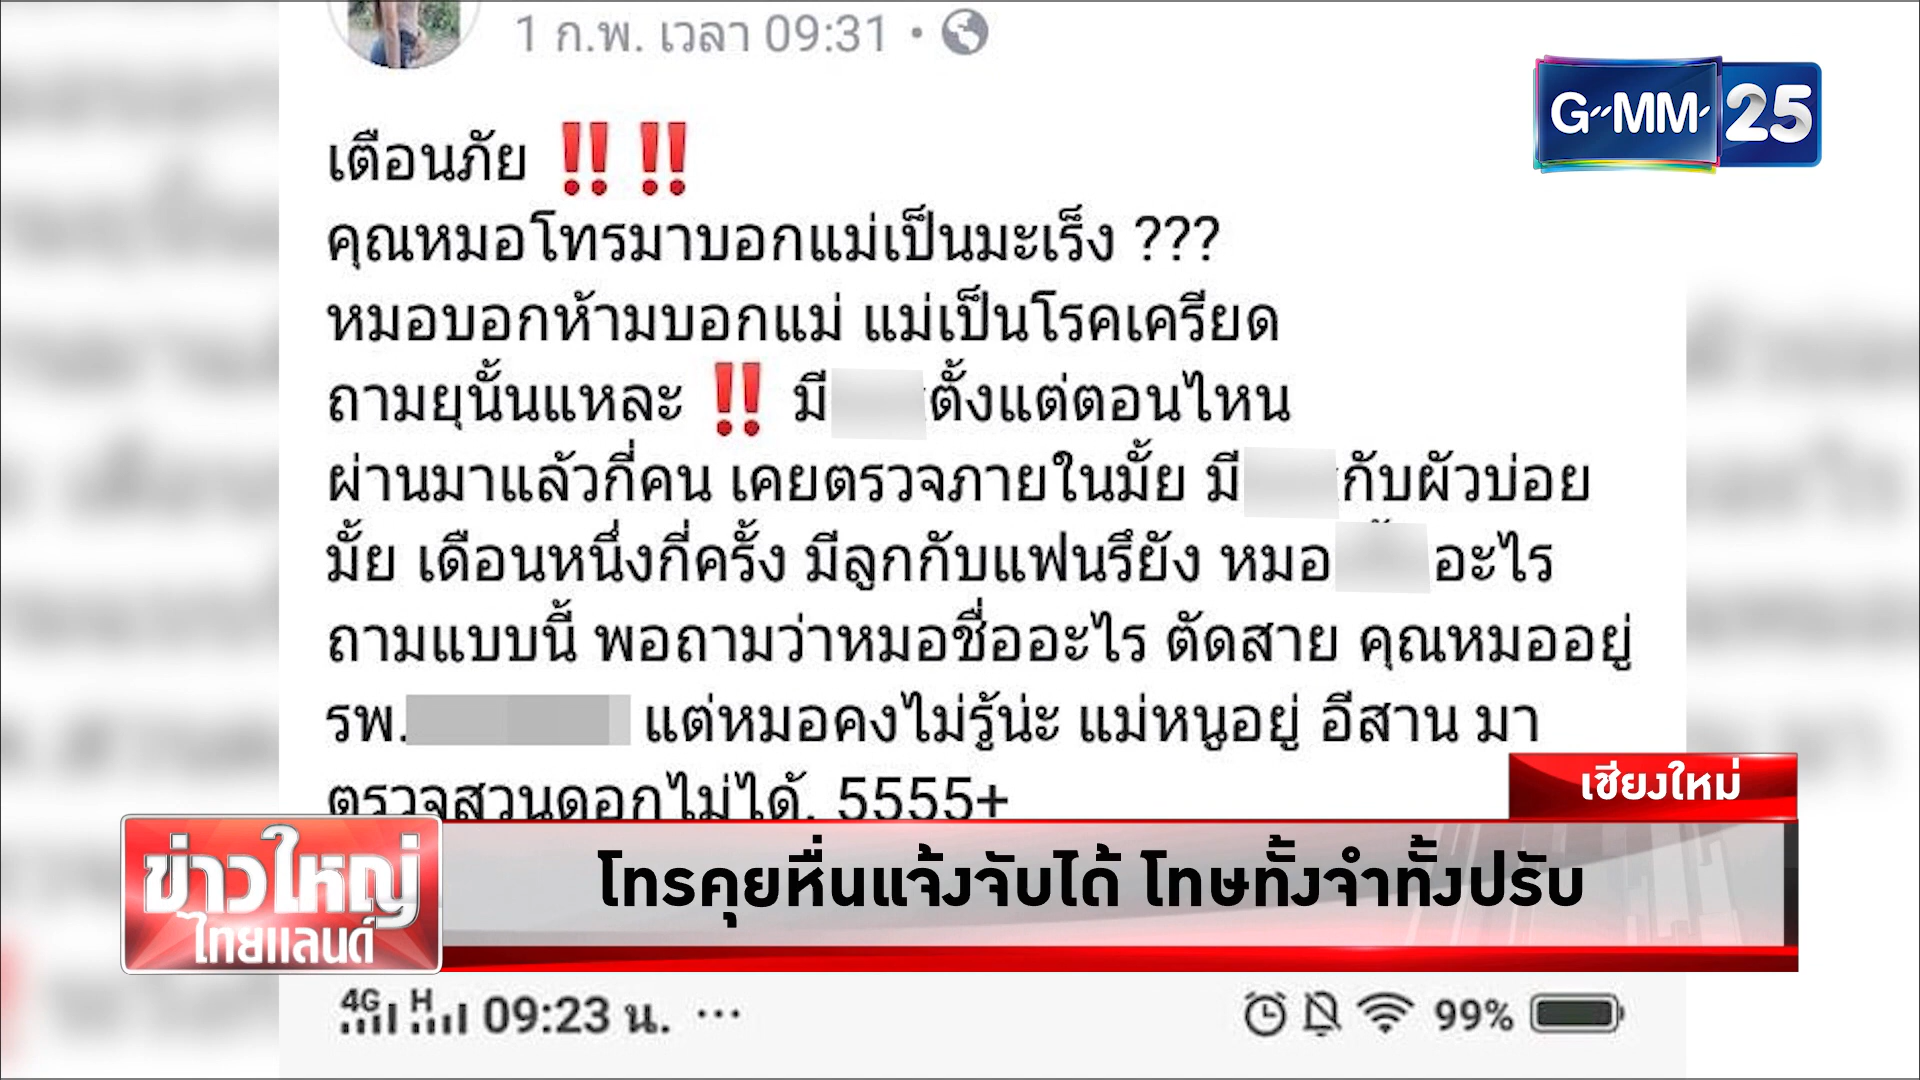 1 ก.พ. เวลา 09:31 •
G"MM' 25
เตือนภัย ‼️ ‼️
คุณหมอโทรมาบอกแม่เป็นมะเร็ง ???
หมอบอกห้ามบอกแม่ แม่เป็นโรคเครียด
ถามยุนั้นแหละ ‼️ มี ตั้งแต่ตอนไหน
ผ่านมาแล้วกี่คน เคยตรวจภายในมั้ย มี กับผัวบ่อย
มั้ย เดือนหนึ่งกี่ครั้ง มีลูกกับแฟนรึยัง หมอ อะไร
ถามแบบนี้ พอถามว่าหมอชื่ออะไร ตัดสาย คุณหมออยู่
รพ. แต่หมอคงไม่รู้น่ะ แม่หนูอยู่ อีสาน มา
ตรวจสวนดอกไม่ได้. 5555+
เชียงใหม่
ข่าวใหญ่
ไทยแลนด์
โทรคุยหื่นแจ้งจับได้ โทษทั้งจำทั้งปรับ
4G H 09:23 น. ... 99%